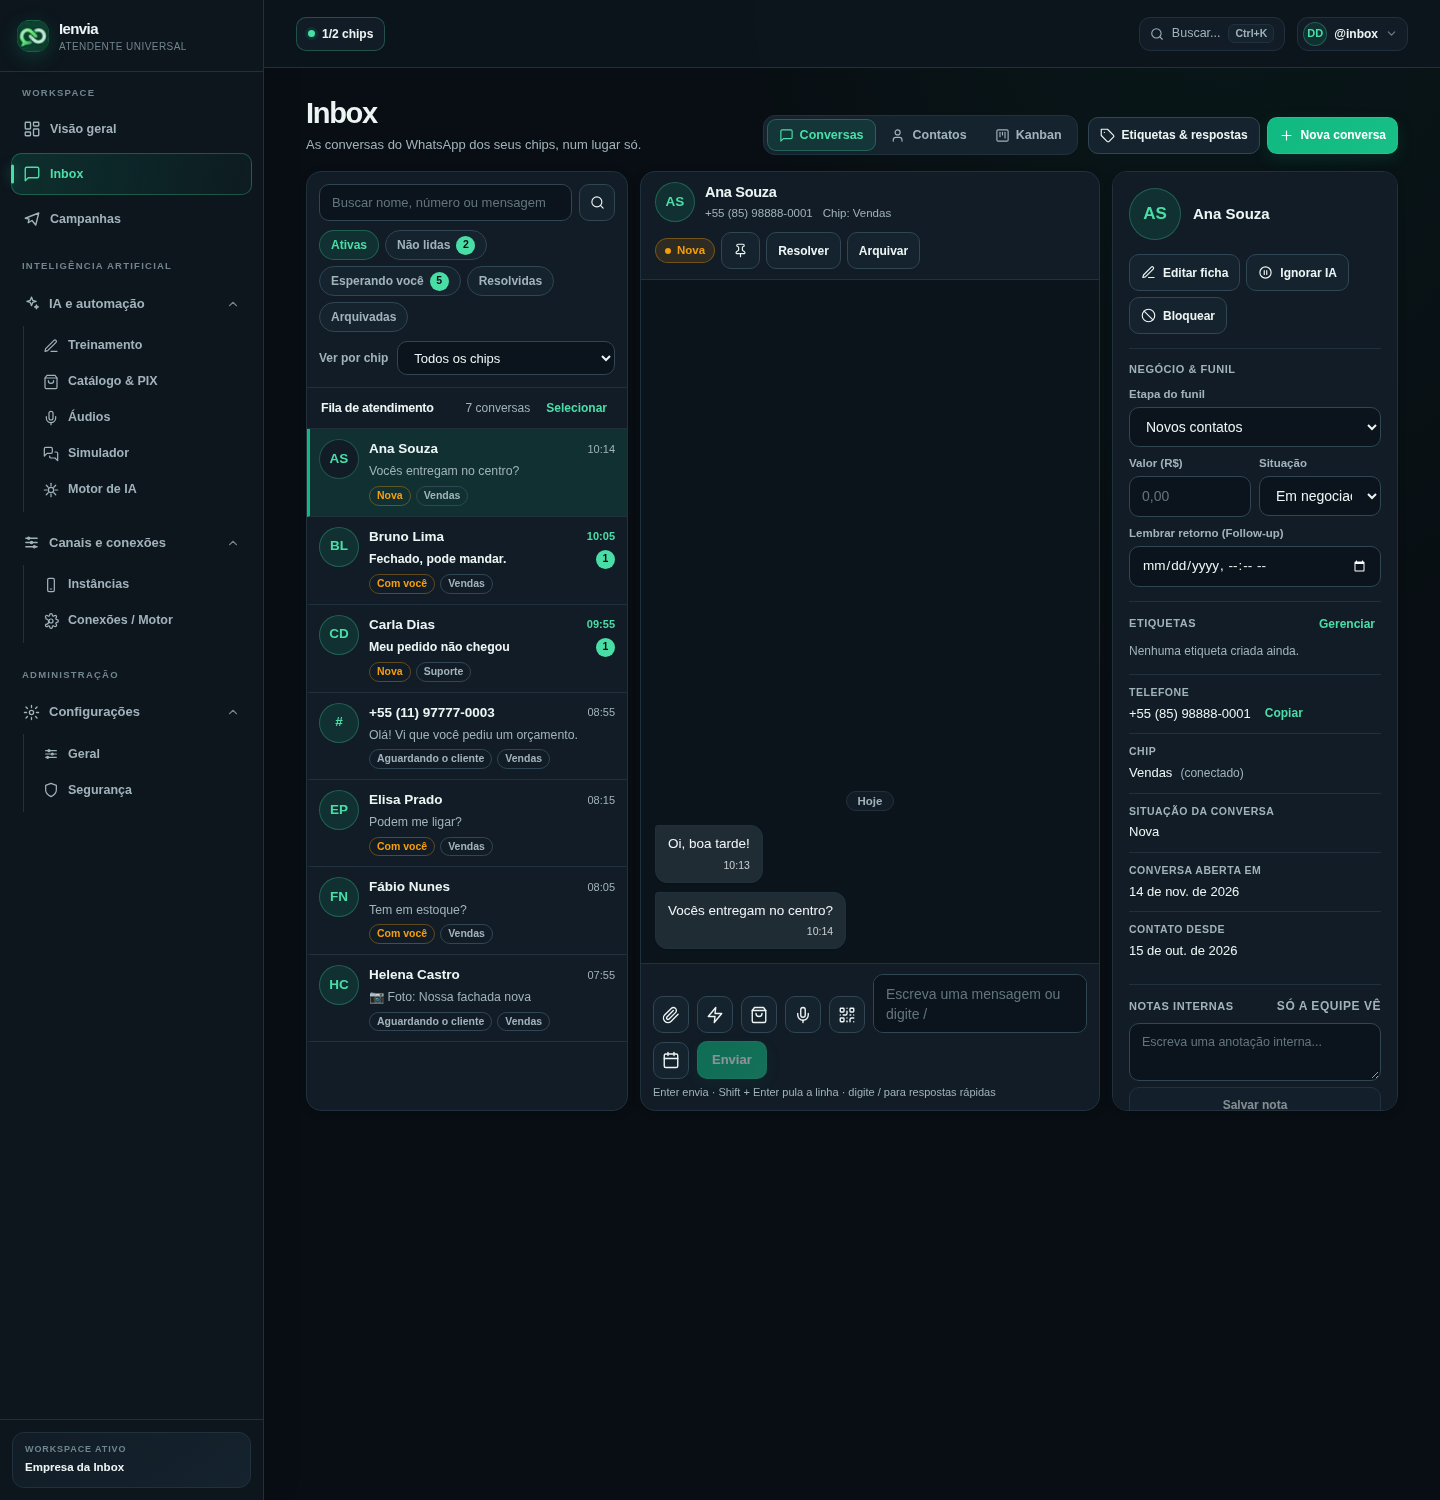 Ienvia
ATENDENTE UNIVERSAL
WORKSPACE
Visão geral
Inbox
Campanhas
INTELIGÊNCIA ARTIFICIAL
IA e automação
Treinamento
Catálogo & PIX
Áudios
Simulador
Motor de IA
Canais e conexões
Instâncias
Conexões / Motor
ADMINISTRAÇÃO
Configurações
Geral
Segurança
WORKSPACE ATIVO
Empresa da Inbox
1/2 chips
Buscar... Ctrl+K
DD @inbox
Inbox
As conversas do WhatsApp dos seus chips, num lugar só.
Conversas Contatos Kanban
Etiquetas & respostas
Nova conversa
Buscar nome, número ou mensagem
Ativas Não lidas 2
Esperando você 5 Resolvidas
Arquivadas
Ver por chip Todos os chips
Fila de atendimento 7 conversas Selecionar
AS Ana Souza 10:14
Vocês entregam no centro?
Nova Vendas
BL Bruno Lima 10:05
Fechado, pode mandar. 1
Com você Vendas
CD Carla Dias 09:55
Meu pedido não chegou 1
Nova Suporte
# +55 (11) 97777-0003 08:55
Olá! Vi que você pediu um orçamento.
Aguardando o cliente Vendas
EP Elisa Prado 08:15
Podem me ligar?
Com você Vendas
FN Fábio Nunes 08:05
Tem em estoque?
Com você Vendas
HC Helena Castro 07:55
📷 Foto: Nossa fachada nova
Aguardando o cliente Vendas
AS Ana Souza
+55 (85) 98888-0001 Chip: Vendas
Nova Resolver Arquivar
Hoje
Oi, boa tarde!
10:13
Vocês entregam no centro?
10:14
Escreva uma mensagem ou
digite /
Enviar
Enter envia · Shift + Enter pula a linha · digite / para respostas rápidas
AS Ana Souza
Editar ficha Ignorar IA
Bloquear
NEGÓCIO & FUNIL
Etapa do funil
Novos contatos
Valor (R$) Situação
0,00 Em negociac
Lembrar retorno (Follow-up)
mm/dd/yyyy, --:-- --
ETIQUETAS Gerenciar
Nenhuma etiqueta criada ainda.
TELEFONE
+55 (85) 98888-0001 Copiar
CHIP
Vendas (conectado)
SITUAÇÃO DA CONVERSA
Nova
CONVERSA ABERTA EM
14 de nov. de 2026
CONTATO DESDE
15 de out. de 2026
NOTAS INTERNAS SÓ A EQUIPE VÊ
Escreva uma anotação interna...
Salvar nota